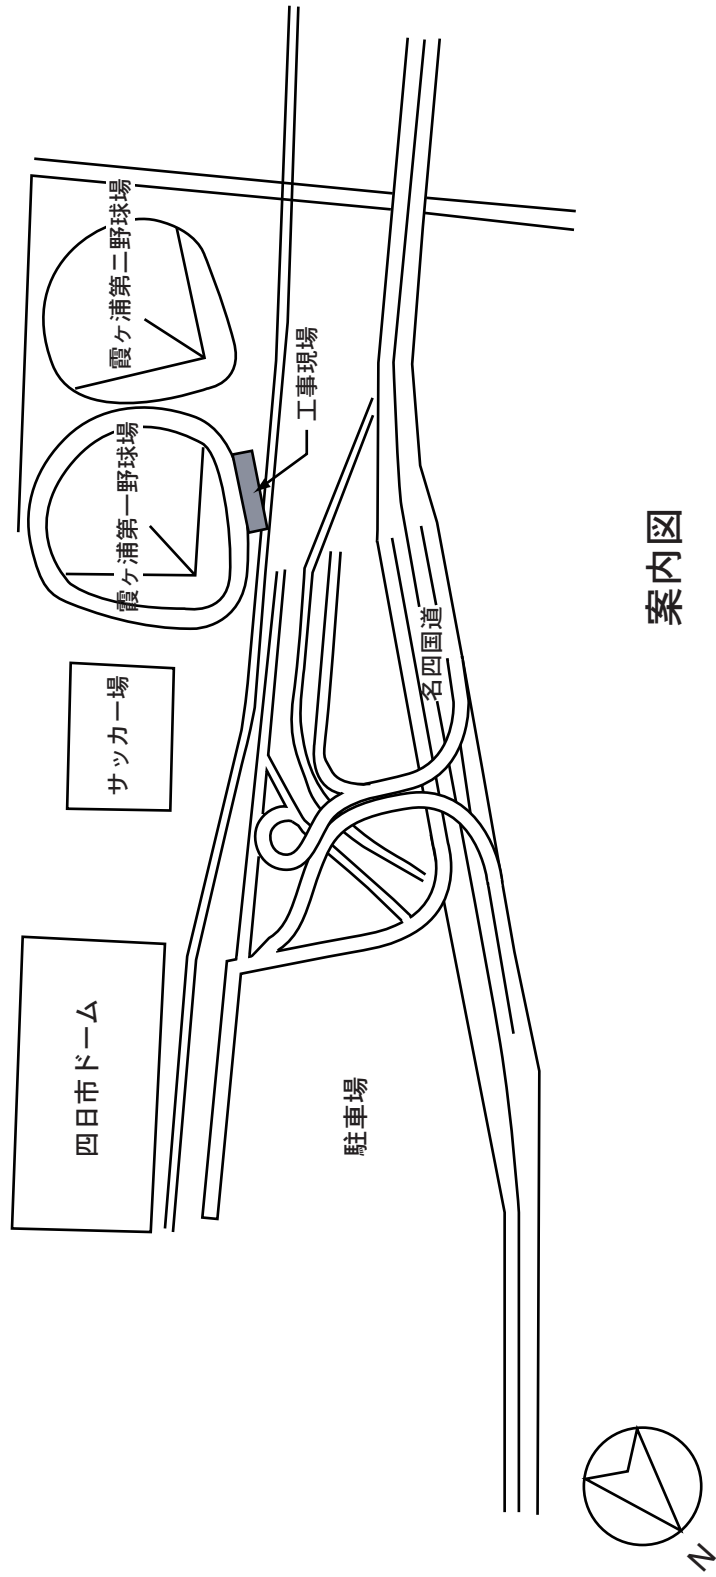 案内図
霞ヶ浦第二野球場
霞ヶ浦第一野球場
工事現場
サッカー場
名四国道
四日市ドーム
駐車場
N